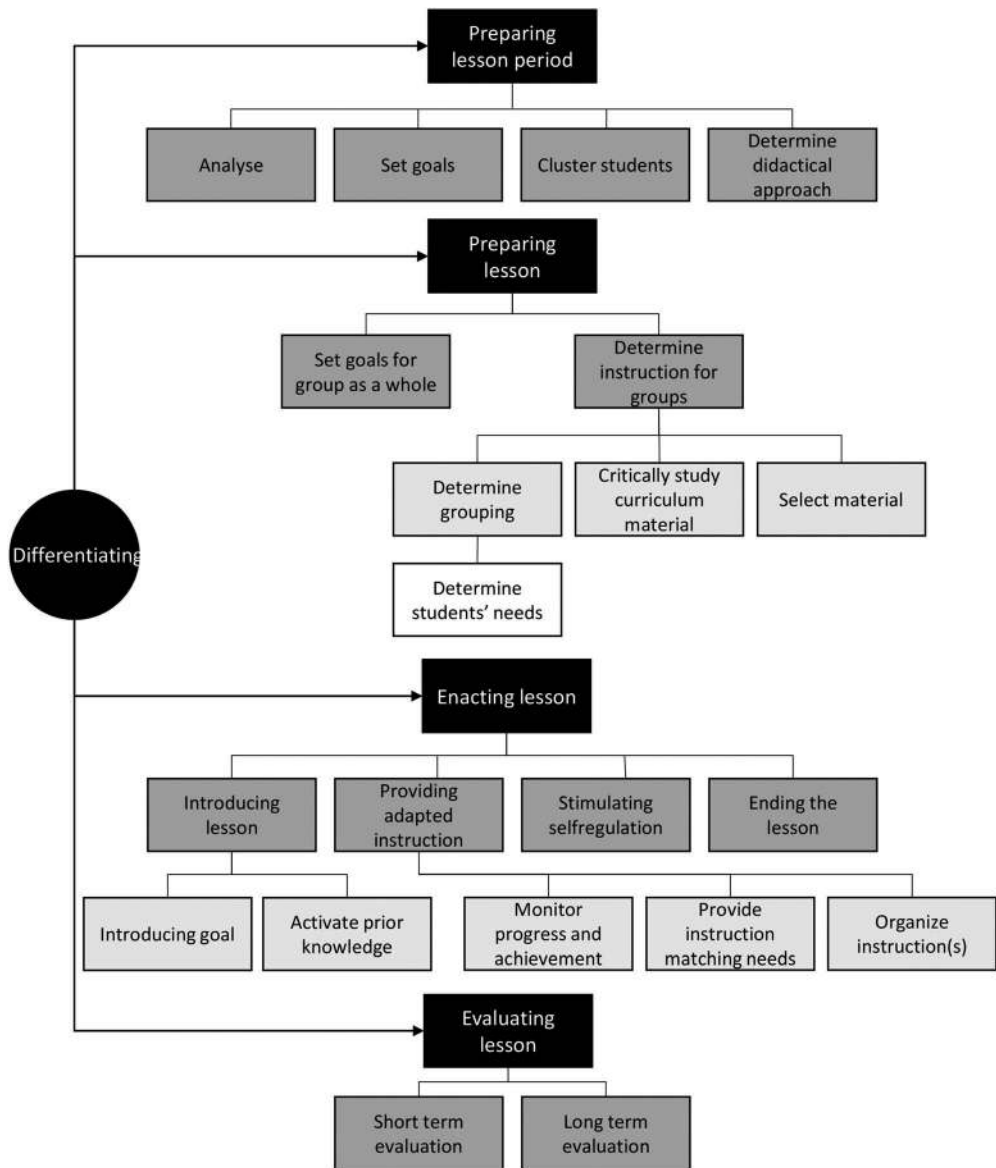 Preparing
lesson period
Analyse
Set goals
Cluster students
Determine
didactical
approach
Preparing
lesson
Set goals for
group as a whole
Determine
instruction for
groups
Determine
grouping
Critically study
curriculum
material
Select material
Differentiating
Determine
students’ needs
Enacting lesson
Introducing
lesson
Providing
adapted
instruction
Stimulating
selfregulation
Ending the
lesson
Introducing goal
Activate prior
knowledge
Monitor
progress and
achievement
Provide
instruction
matching needs
Organize
instruction(s)
Evaluating
lesson
Short term
evaluation
Long term
evaluation